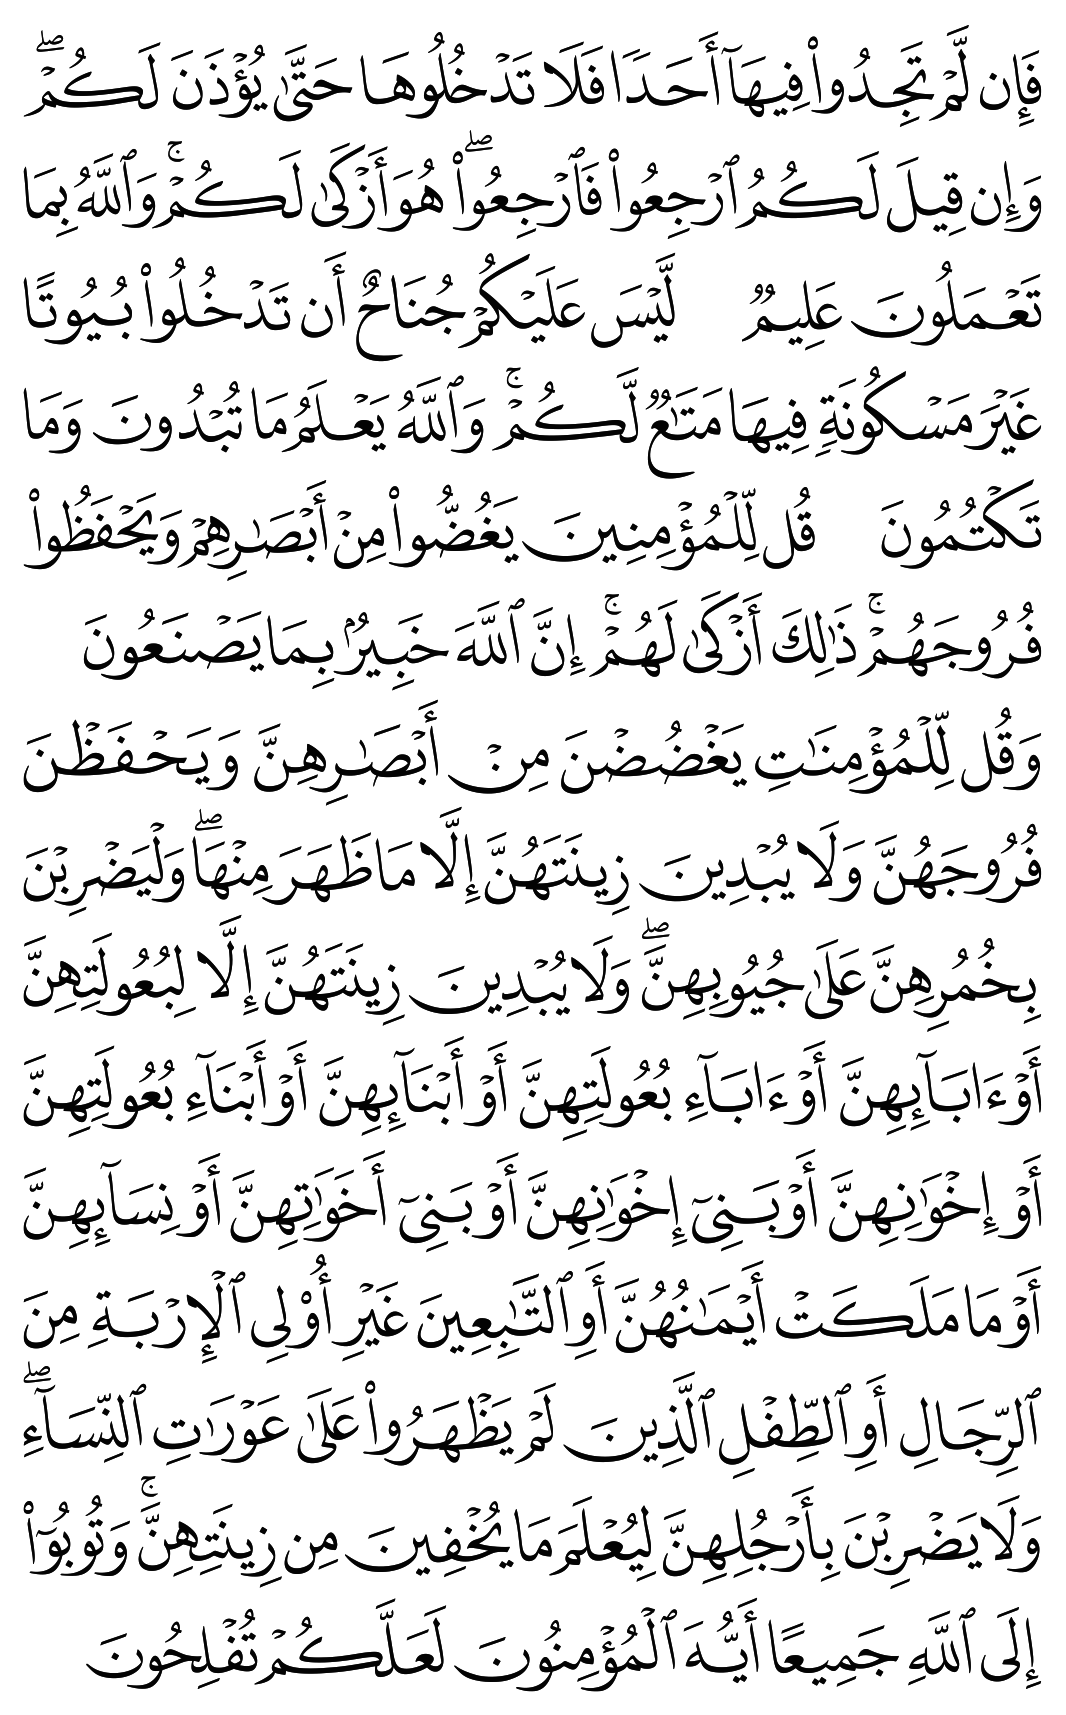 فَإِن لَّمْ تَجِدُوا۟ فِيهَآ أَحَدًا فَلَا تَدْخُلُوهَا حَتَّىٰ يُؤْذَنَ لَكُمْ ۖ
وَإِن قِيلَ لَكُمُ ٱرْجِعُوا۟ فَٱرْجِعُوا۟ ۖ هُوَ أَزْكَىٰ لَكُمْ ۚ وَٱللَّهُ بِمَا
تَعْمَلُونَ عَلِيمٌ لَّيْسَ عَلَيْكُمْ جُنَاحٌ أَن تَدْخُلُوا۟ بُيُوتًا
غَيْرَ مَسْكُونَةٍ فِيهَا مَتَـٰعٌ لَّكُمْ ۚ وَٱللَّهُ يَعْلَمُ مَا تُبْدُونَ وَمَا
تَكْتُمُونَ قُل لِّلْمُؤْمِنِينَ يَغُضُّوا۟ مِنْ أَبْصَـٰرِهِمْ وَيَحْفَظُوا۟
فُرُوجَهُمْ ۚ ذَٰلِكَ أَزْكَىٰ لَهُمْ ۚ إِنَّ ٱللَّهَ خَبِيرٌۢ بِمَا يَصْنَعُونَ
وَقُل لِّلْمُؤْمِنَـٰتِ يَغْضُضْنَ مِنْ أَبْصَـٰرِهِنَّ وَيَحْفَظْنَ
فُرُوجَهُنَّ وَلَا يُبْدِينَ زِينَتَهُنَّ إِلَّا مَا ظَهَرَ مِنْهَا ۖ وَلْيَضْرِبْنَ
بِخُمُرِهِنَّ عَلَىٰ جُيُوبِهِنَّ ۖ وَلَا يُبْدِينَ زِينَتَهُنَّ إِلَّا لِبُعُولَتِهِنَّ
أَوْ ءَابَآئِهِنَّ أَوْ ءَابَآءِ بُعُولَتِهِنَّ أَوْ أَبْنَآئِهِنَّ أَوْ أَبْنَآءِ بُعُولَتِهِنَّ
أَوْ إِخْوَٰنِهِنَّ أَوْ بَنِىٓ إِخْوَٰنِهِنَّ أَوْ بَنِىٓ أَخَوَٰتِهِنَّ أَوْ نِسَآئِهِنَّ
أَوْ مَا مَلَكَتْ أَيْمَـٰنُهُنَّ أَوِ ٱلتَّـٰبِعِينَ غَيْرِ أُو۟لِى ٱلْإِرْبَةِ مِنَ
ٱلرِّجَالِ أَوِ ٱلطِّفْلِ ٱلَّذِينَ لَمْ يَظْهَرُوا۟ عَلَىٰ عَوْرَٰتِ ٱلنِّسَآءِ ۖ
وَلَا يَضْرِبْنَ بِأَرْجُلِهِنَّ لِيُعْلَمَ مَا يُخْفِينَ مِن زِينَتِهِنَّ ۚ وَتُوبُوٓا۟
إِلَى ٱللَّهِ جَمِيعًا أَيُّهَ ٱلْمُؤْمِنُونَ لَعَلَّكُمْ تُفْلِحُونَ